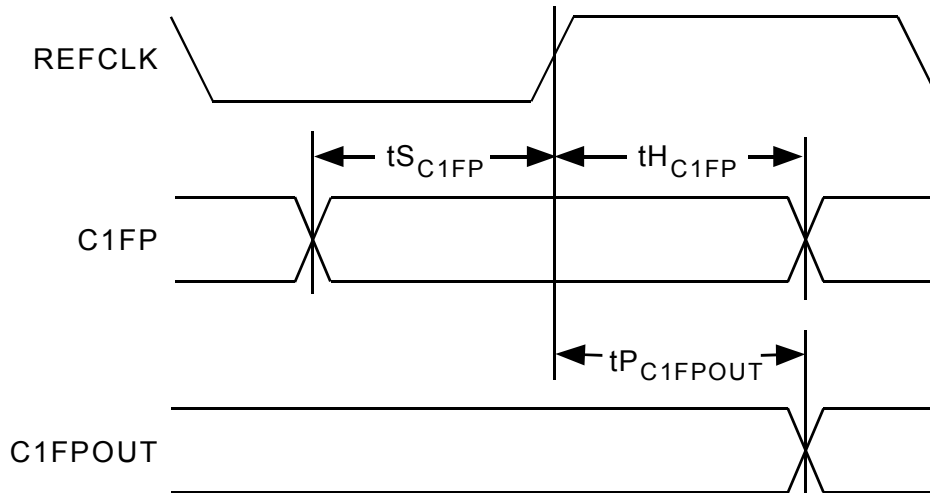 REFCLK
tS C1FP
tH C1FP
C1FP
tP C1FPOUT
C1FPOUT